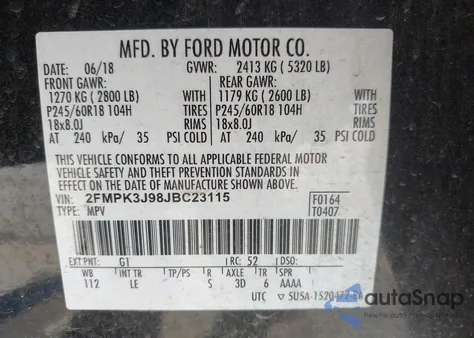 MFD. BY FORD MOTOR CO.
06/18 GVWR: 2413 KG ( 5320 LB)
FRONT GAWR: REAR GAWR:
1270 KG ( 2800 LB) WITH 1179 KG ( 2600 LB) WITH
P245/60R18 104H TIRES P245/60R18 104H TIRES
18x8.0J RIMS 18x8.0J RIMS
AT 240 kPa/ 35 PSI COLD AT 240 kPa/ 35 PSI COLD
THIS VEHICLE CONFORMS TO ALL APPLICABLE FEDERAL MOTOR
VEHICLE SAFETY AND THEFT PREVENTION STANDARDS IN
EFFECT ON THE DATE OF MANUFACTURE SHOWN ABOVE.
VIN: 2FMPK3J98JBC23115 F0164
TYPE: MPV T0407
EXT PNT: G1 RC: 52 DSO:
WB INT TR TP/PS R AXLE TR SPR
112 LE S 3D 6 AAAA
UTC
autoSnap